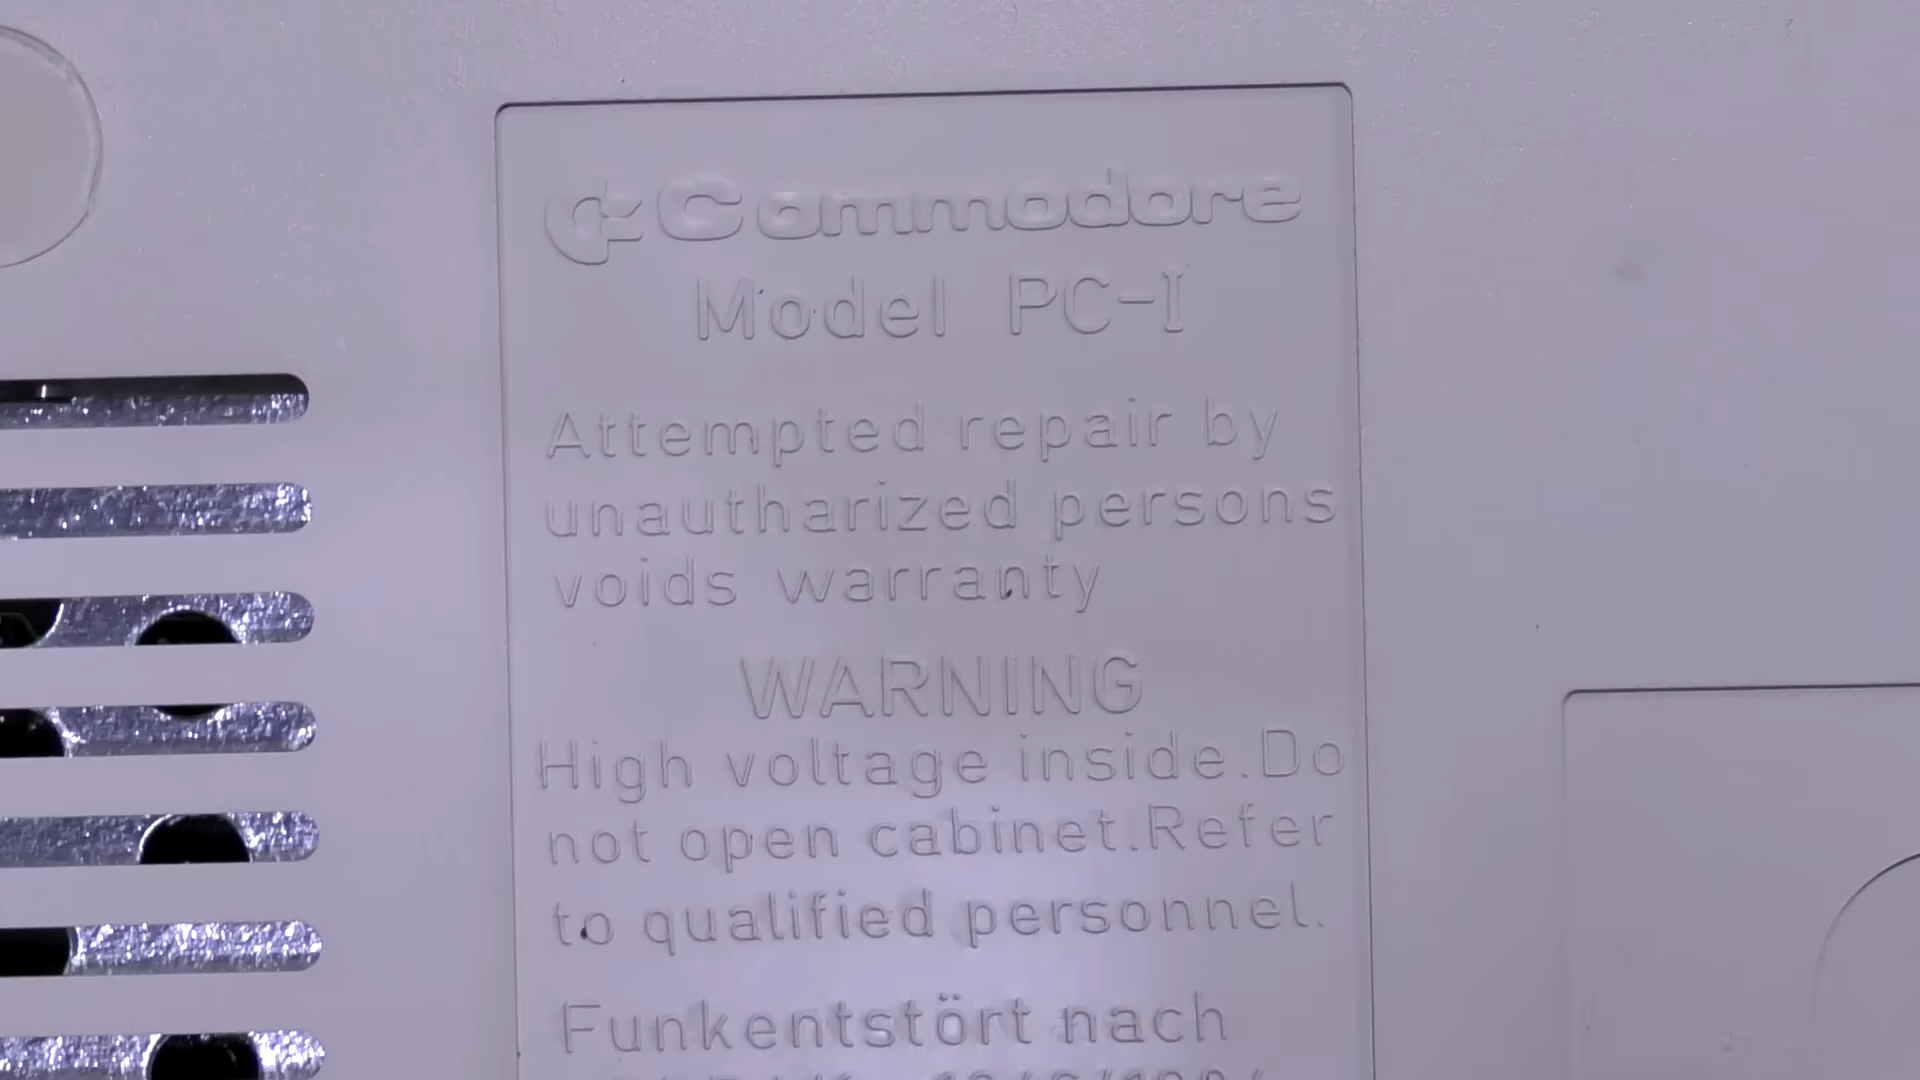 Commodore
Model PC-I
Attempted repair by
unautharized persons
voids warranty
WARNING
High voltage inside.Do
not open cabinet.Refer
to qualified personnel.
Funkentstört nach